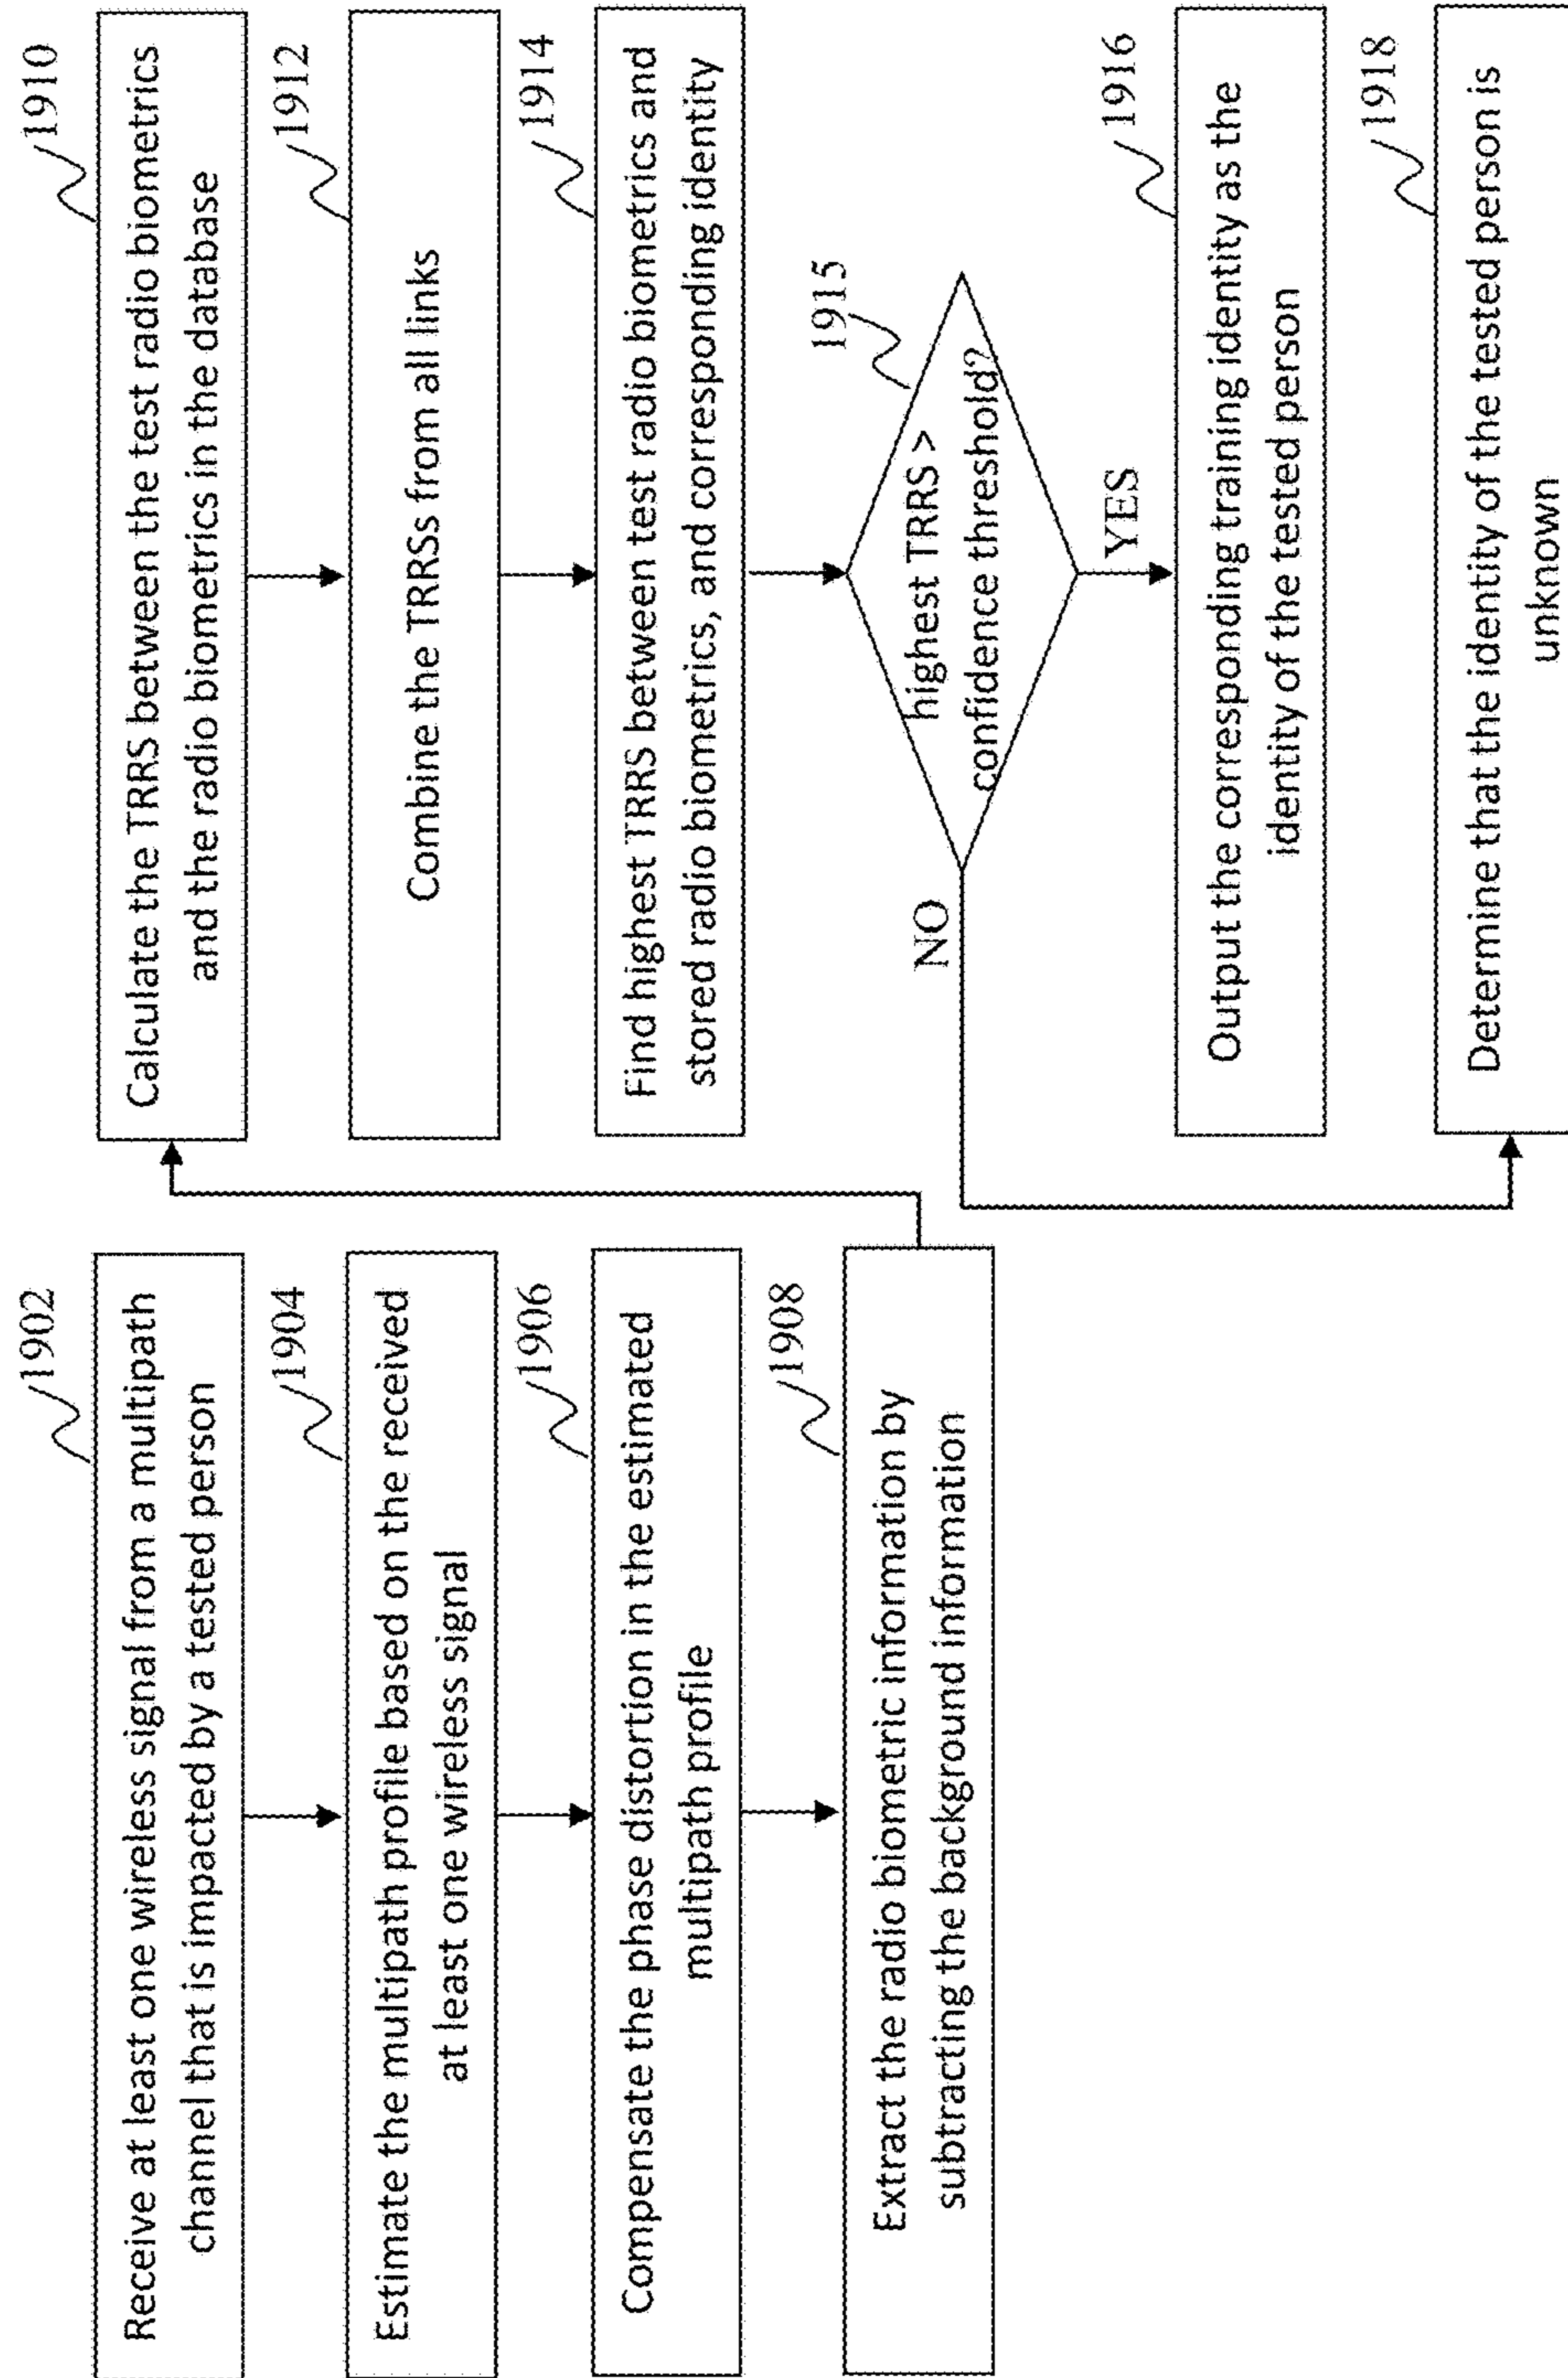 1902
Receive at least one wireless signal from a multipath
channel that is impacted by a tested person
1904
Estimate the multipath profile based on the received
at least one wireless signal
1906
Compensate the phase distortion in the estimated
multipath profile
1908
Extract the radio biometric information by
subtracting the background information
1910
Calculate the TRRS between the test radio biometrics
and the radio biometrics in the database
1912
Combine the TRRSs from all links
1914
Find highest TRRS between test radio biometrics and
stored radio biometrics, and corresponding identity
1915
highest TRRS >
confidence threshold?
NO
YES
1916
Output the corresponding training identity as the
identity of the tested person
1918
Determine that the identity of the tested person is
unknown